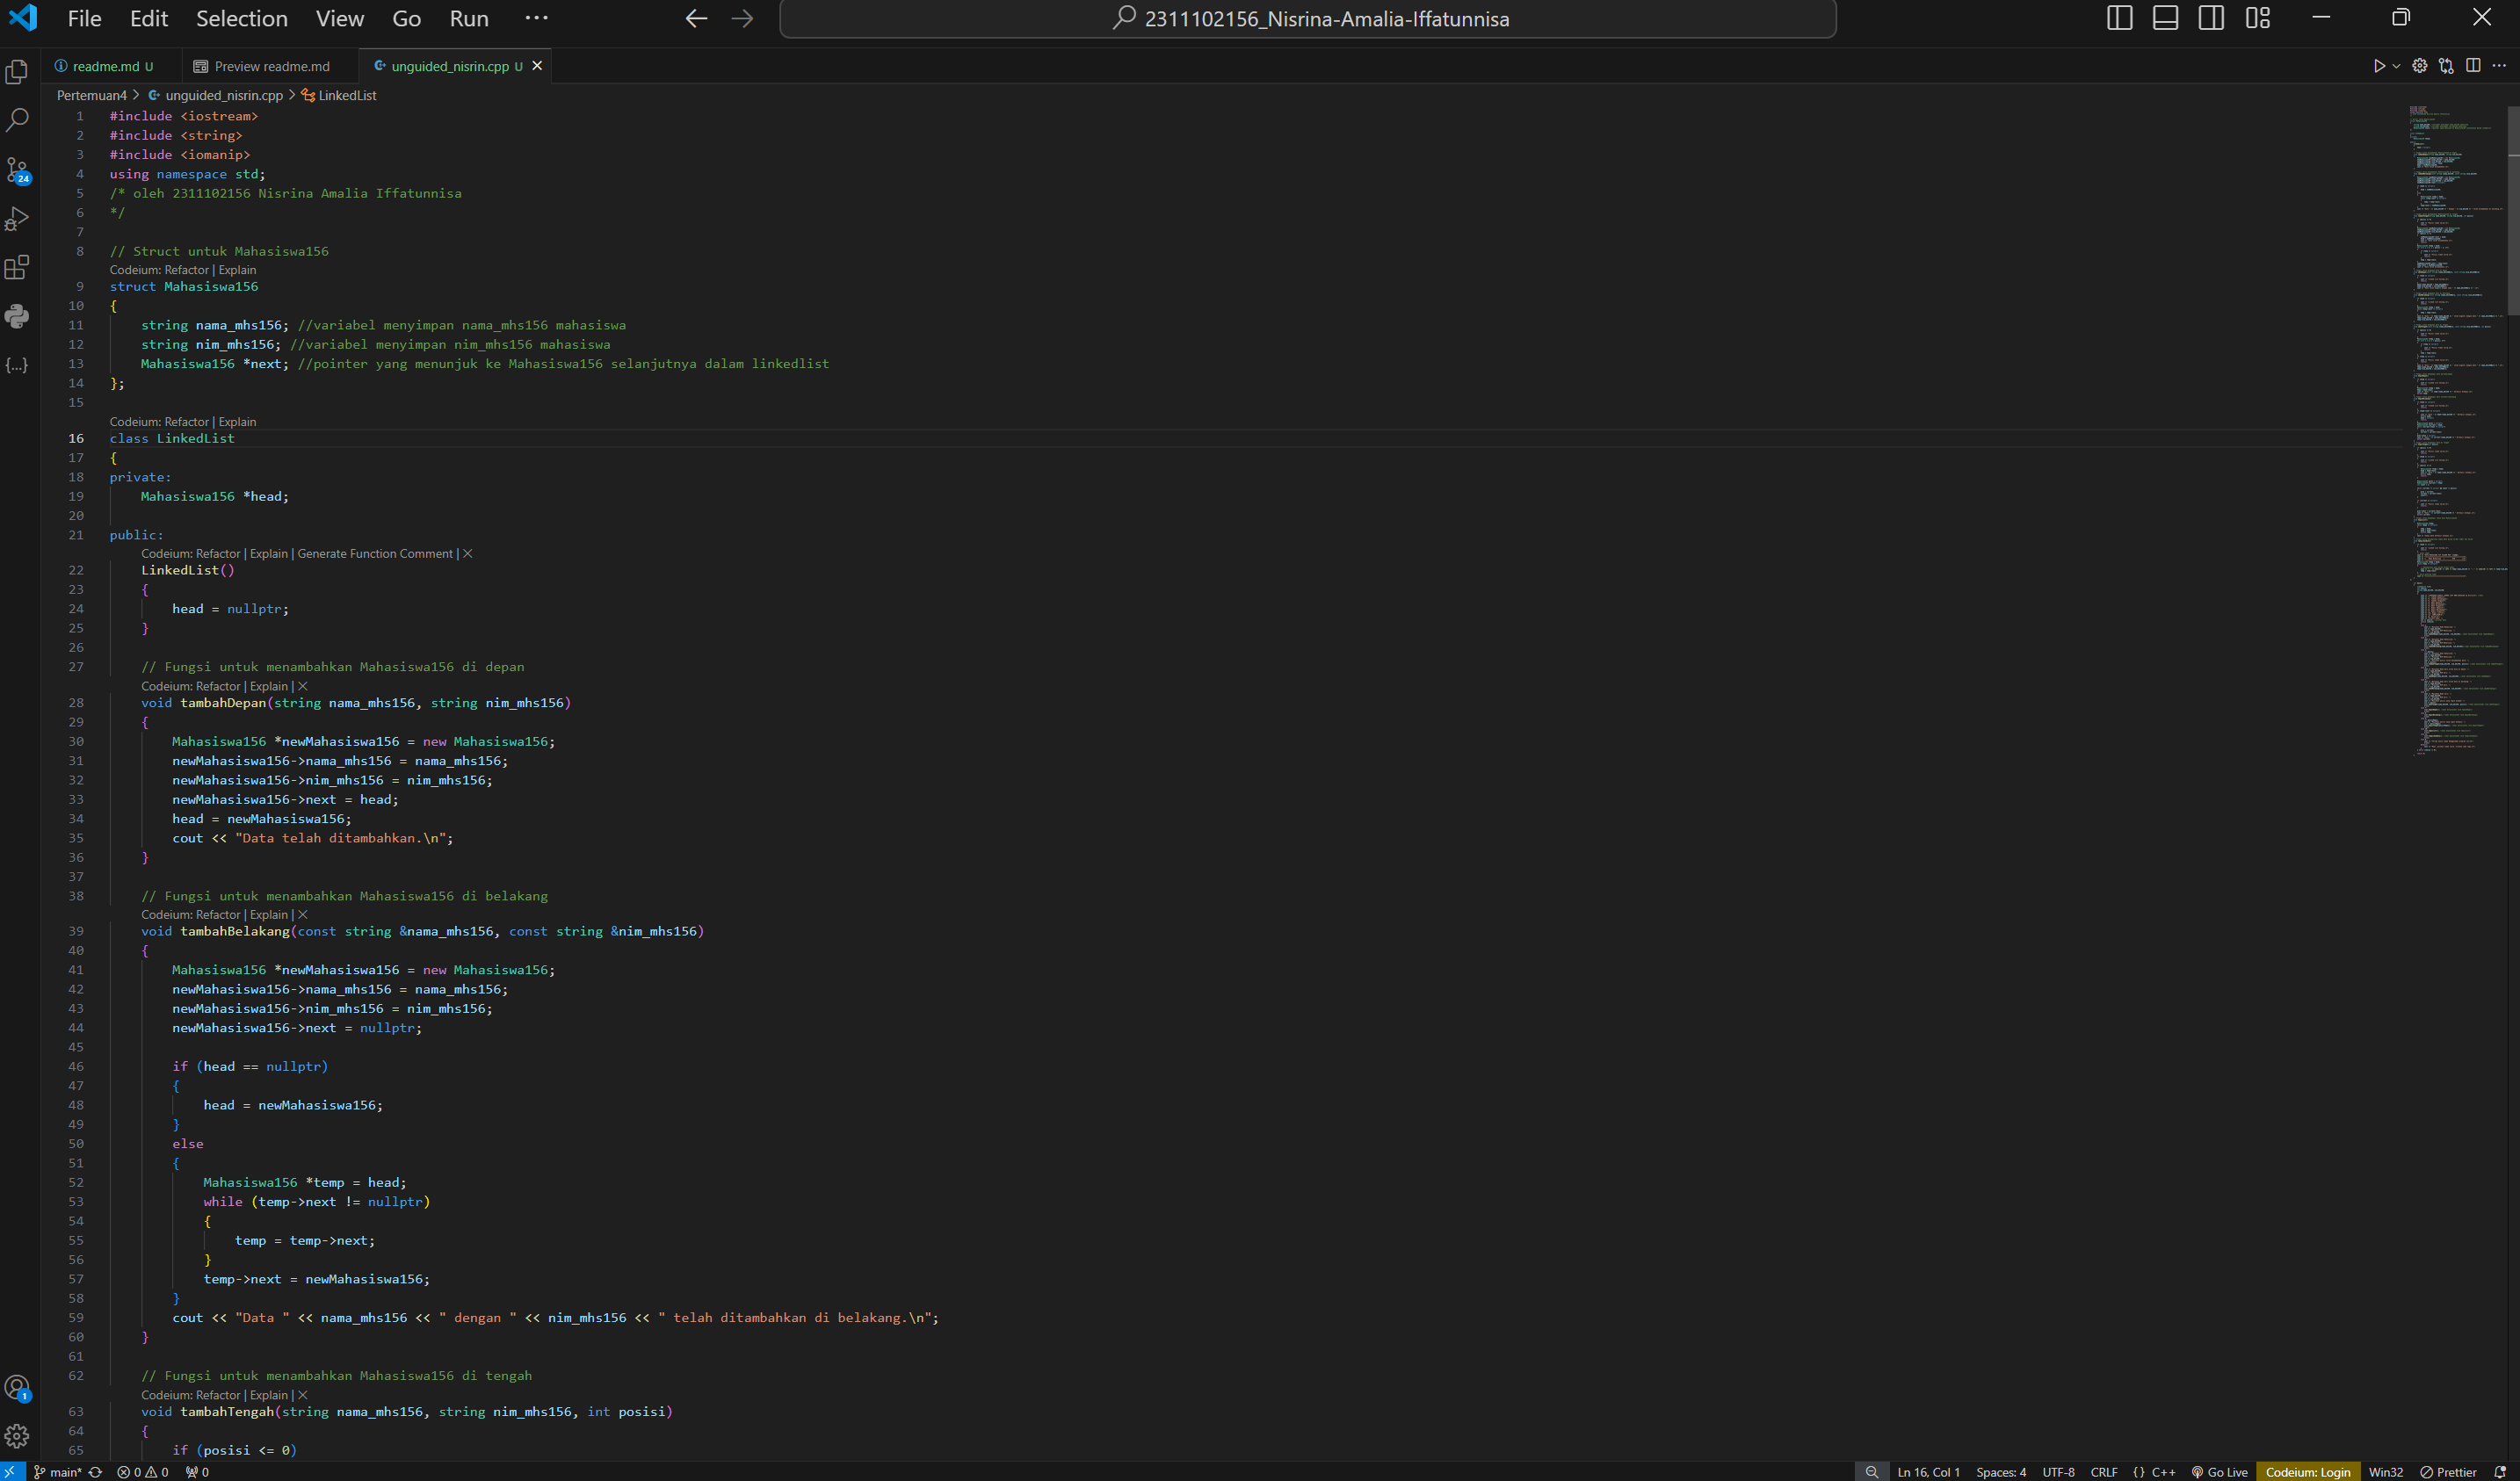 File Edit Selection View Go Run ···
2311102156_Nisrina-Amalia-Iffatunnisa
readme.md U
Preview readme.md
unguided_nisrin.cpp U
Pertemuan4 > unguided_nisrin.cpp > LinkedList
1 #include <iostream>
2 #include <string>
3 #include <iomanip>
4 using namespace std;
5 /* oleh 2311102156 Nisrina Amalia Iffatunnisa
6 */
7
8 // Struct untuk Mahasiswa156
Codeium: Refactor | Explain
9 struct Mahasiswa156
10 {
11 string nama_mhs156; //variabel menyimpan nama_mhs156 mahasiswa
12 string nim_mhs156; //variabel menyimpan nim_mhs156 mahasiswa
13 Mahasiswa156 *next; //pointer yang menunjuk ke Mahasiswa156 selanjutnya dalam linkedlist
14 };
15
Codeium: Refactor | Explain
16 class LinkedList
17 {
18 private:
19 Mahasiswa156 *head;
20
21 public:
Codeium: Refactor | Explain | Generate Function Comment | ×
22 LinkedList()
23 {
24 head = nullptr;
25 }
26
27 // Fungsi untuk menambahkan Mahasiswa156 di depan
Codeium: Refactor | Explain | ×
28 void tambahDepan(string nama_mhs156, string nim_mhs156)
29 {
30 Mahasiswa156 *newMahasiswa156 = new Mahasiswa156;
31 newMahasiswa156->nama_mhs156 = nama_mhs156;
32 newMahasiswa156->nim_mhs156 = nim_mhs156;
33 newMahasiswa156->next = head;
34 head = newMahasiswa156;
35 cout << "Data telah ditambahkan.\n";
36 }
37
38 // Fungsi untuk menambahkan Mahasiswa156 di belakang
Codeium: Refactor | Explain | ×
39 void tambahBelakang(const string &nama_mhs156, const string &nim_mhs156)
40 {
41 Mahasiswa156 *newMahasiswa156 = new Mahasiswa156;
42 newMahasiswa156->nama_mhs156 = nama_mhs156;
43 newMahasiswa156->nim_mhs156 = nim_mhs156;
44 newMahasiswa156->next = nullptr;
45
46 if (head == nullptr)
47 {
48 head = newMahasiswa156;
49 }
50 else
51 {
52 Mahasiswa156 *temp = head;
53 while (temp->next != nullptr)
54 {
55 temp = temp->next;
56 }
57 temp->next = newMahasiswa156;
58 }
59 cout << "Data " << nama_mhs156 << " dengan " << nim_mhs156 << " telah ditambahkan di belakang.\n";
60 }
61
62 // Fungsi untuk menambahkan Mahasiswa156 di tengah
Codeium: Refactor | Explain | ×
63 void tambahTengah(string nama_mhs156, string nim_mhs156, int posisi)
64 {
65 if (posisi <= 0)
24
1
main* 0 0 0 Ln 16, Col 1 Spaces: 4 UTF-8 CRLF {} C++ Go Live Codeium: Login Win32 Prettier